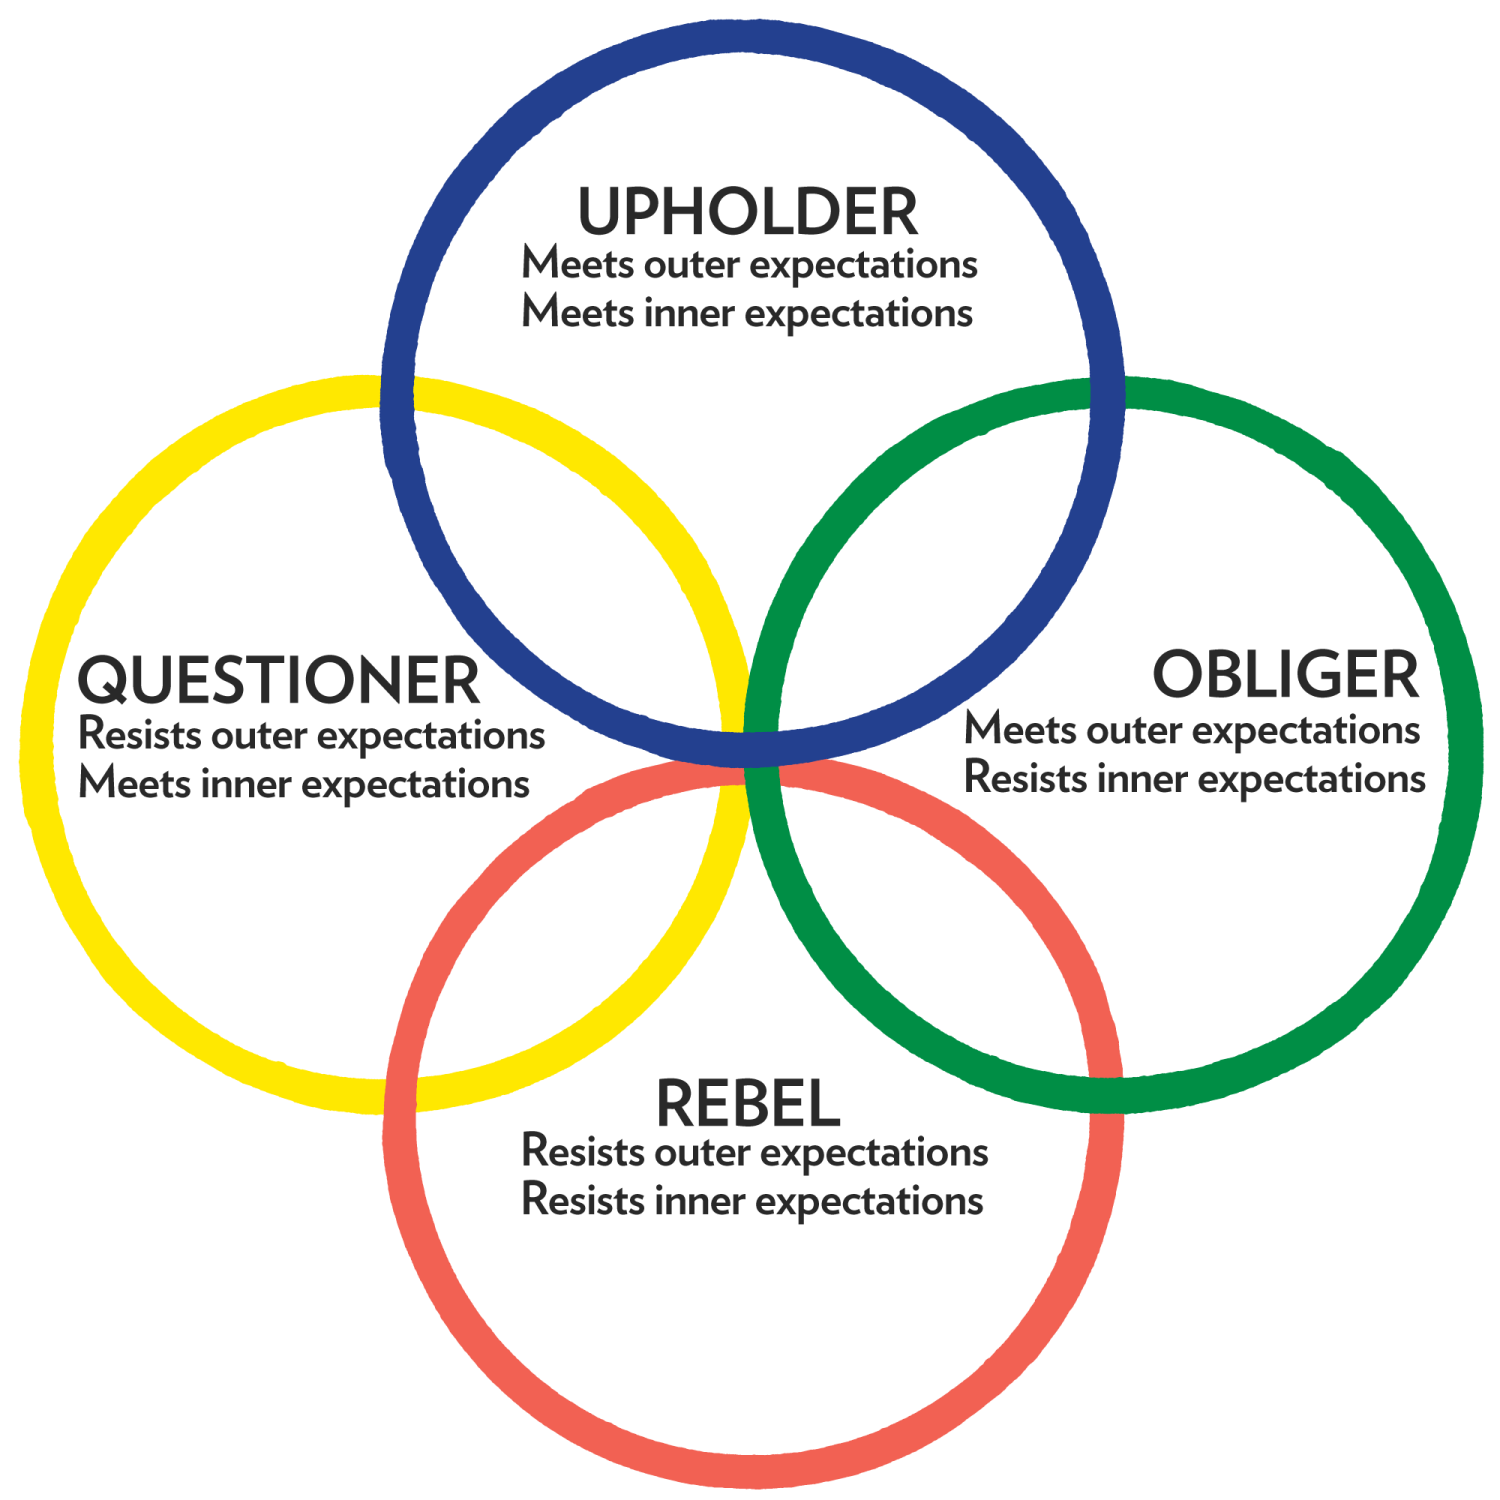 UPHOLDER
Meets outer expectations
Meets inner expectations
QUESTIONER
Resists outer expectations
Meets inner expectations
OBLIGER
Meets outer expectations
Resists inner expectations
REBEL
Resists outer expectations
Resists inner expectations